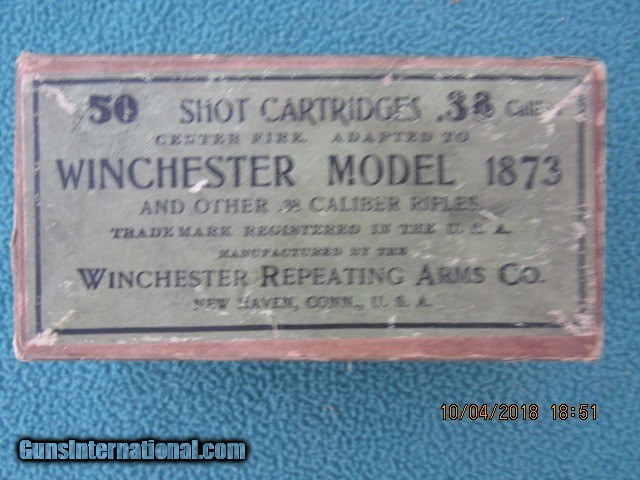 50 SHOT CARTRIDGES .38 Caliber
CENTER FIRE. ADAPTED TO
WINCHESTER MODEL 1873
AND OTHER .38 CALIBER RIFLES.
TRADE MARK REGISTERED IN THE U.S.A.
MANUFACTURED BY THE
WINCHESTER REPEATING ARMS CO.
NEW HAVEN, CONN., U.S.A.
10/04/2018 18:51
GunsInternational.com